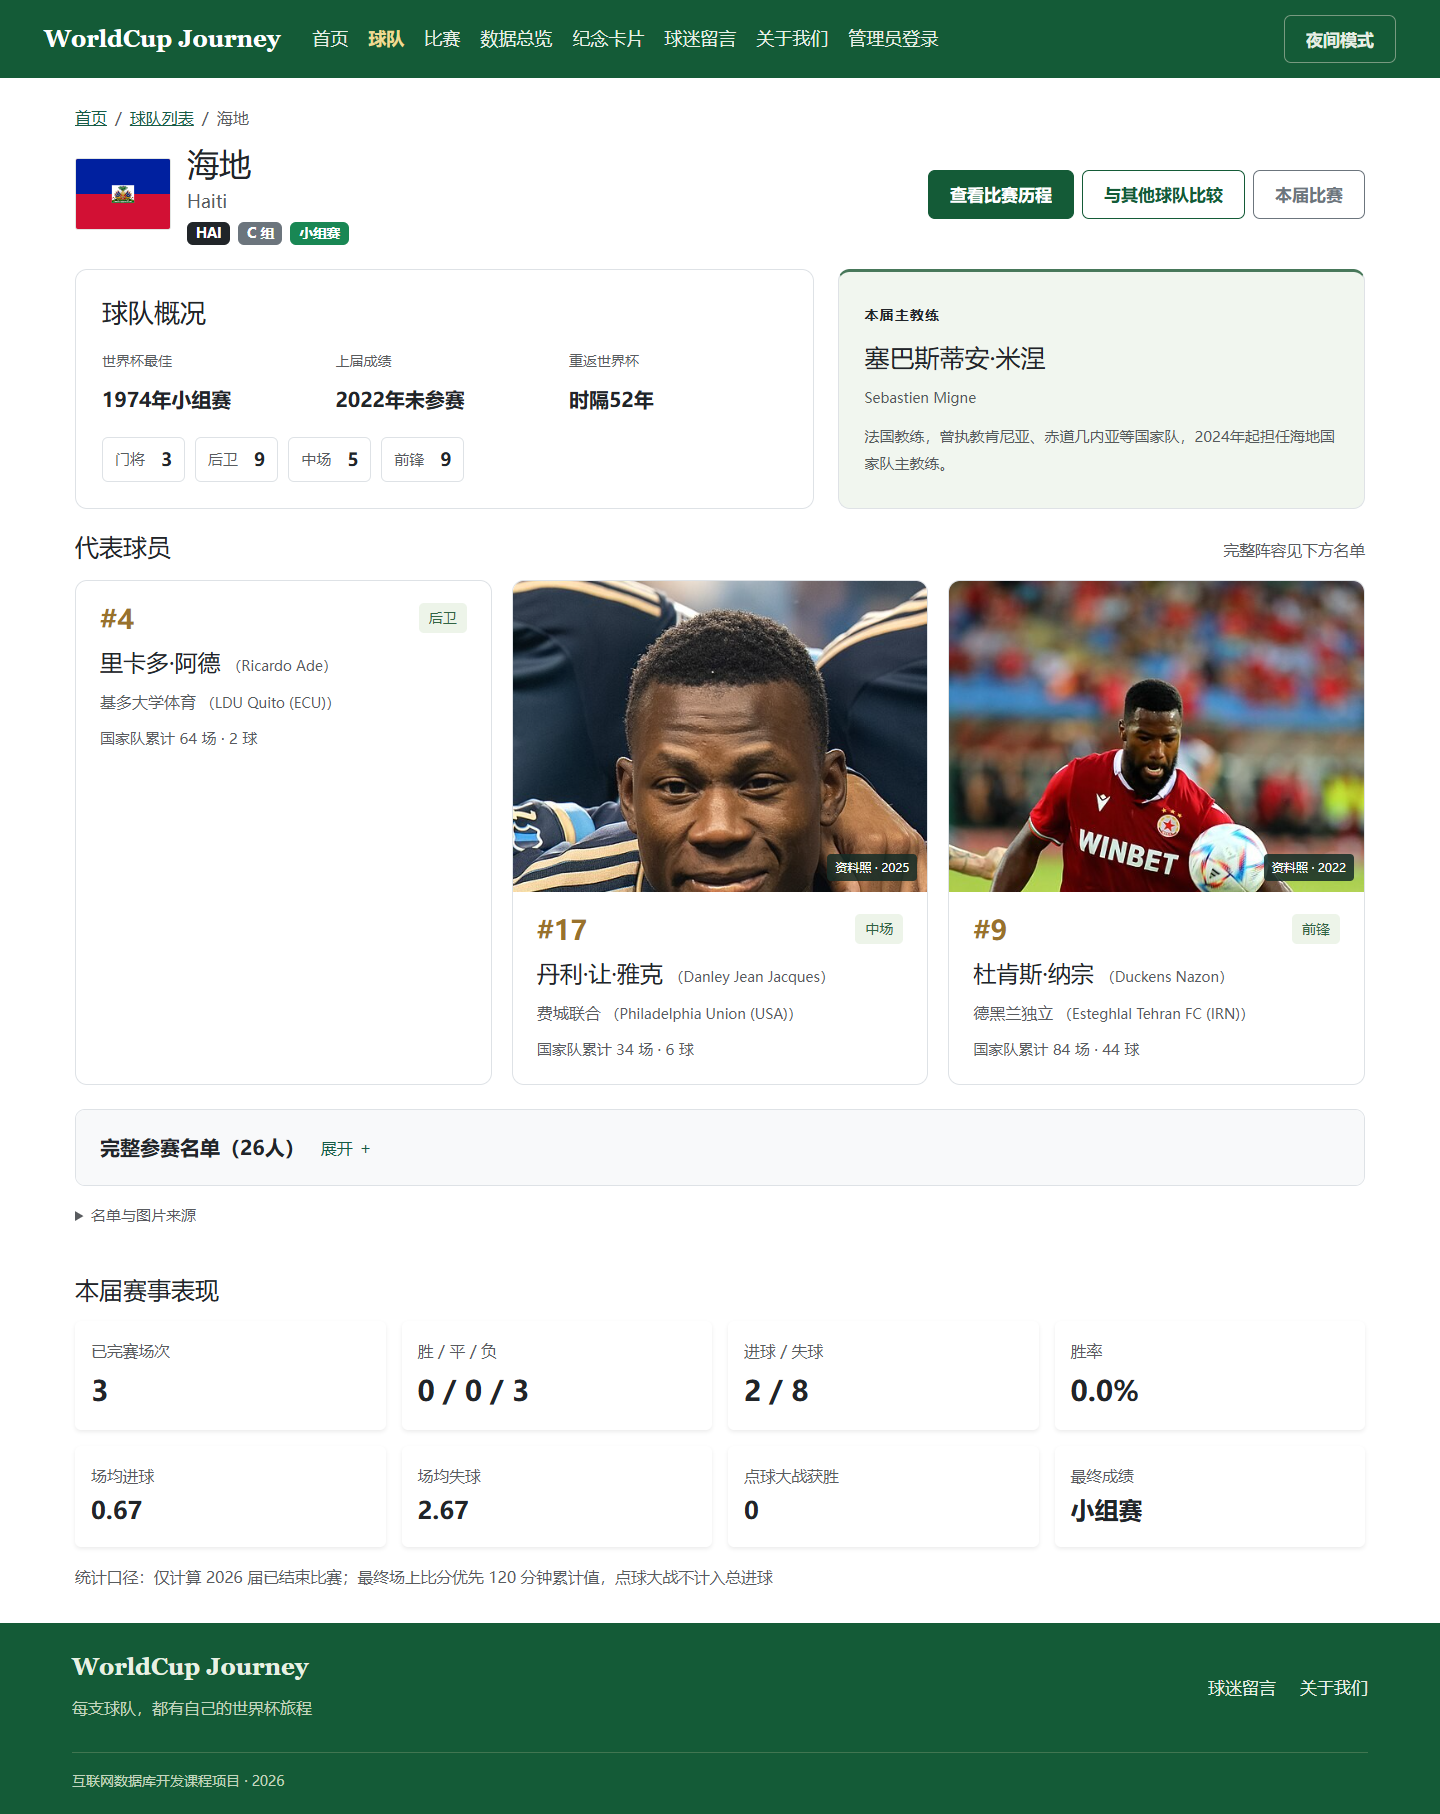 WorldCup Journey 首页 球队 比赛 数据总览 纪念卡片 球迷留言 关于我们 管理员登录 夜间模式
首页 / 球队列表 / 海地
海地
Haiti
HAI C 组 小组赛
查看比赛历程 与其他球队比较 本届比赛
球队概况
世界杯最佳 上届成绩 重返世界杯
1974年小组赛 2022年未参赛 时隔52年
门将 3 后卫 9 中场 5 前锋 9
本届主教练
塞巴斯蒂安·米涅
Sebastien Migne
法国教练，曾执教肯尼亚、赤道几内亚等国家队，2024年起担任海地国
家队主教练。
代表球员
完整阵容见下方名单
#4 后卫
里卡多·阿德 （Ricardo Ade）
基多大学体育 （LDU Quito (ECU)）
国家队累计 64 场 · 2 球
资料照 · 2025
#17 中场
丹利·让·雅克 （Danley Jean Jacques）
费城联合 （Philadelphia Union (USA)）
国家队累计 34 场 · 6 球
WINBET
资料照 · 2022
#9 前锋
杜肯斯·纳宗 （Duckens Nazon）
德黑兰独立 （Esteghlal Tehran FC (IRN)）
国家队累计 84 场 · 44 球
完整参赛名单（26人） 展开 +
名单与图片来源
本届赛事表现
已完赛场次 胜 / 平 / 负 进球 / 失球 胜率
3 0 / 0 / 3 2 / 8 0.0%
场均进球 场均失球 点球大战获胜 最终成绩
0.67 2.67 0 小组赛
统计口径：仅计算 2026 届已结束比赛；最终场上比分优先 120 分钟累计值，点球大战不计入总进球
WorldCup Journey
每支球队，都有自己的世界杯旅程
球迷留言 关于我们
互联网数据库开发课程项目 · 2026